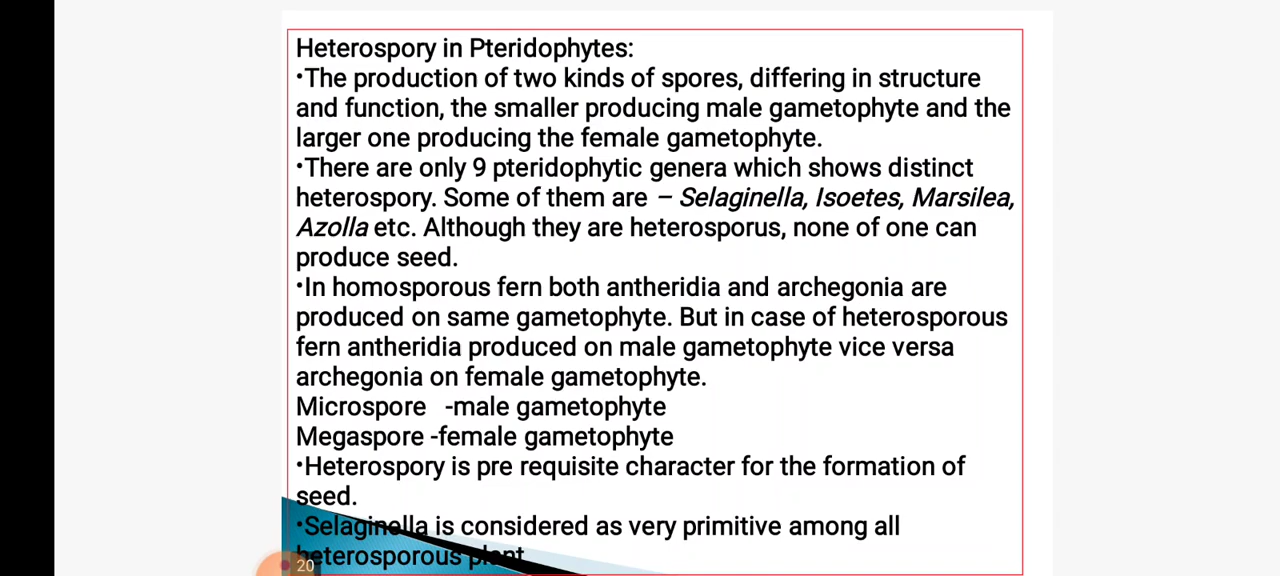 Heterospory in Pteridophytes:
•The production of two kinds of spores, differing in structure
and function, the smaller producing male gametophyte and the
larger one producing the female gametophyte.
•There are only 9 pteridophytic genera which shows distinct
heterospory. Some of them are – Selaginella, Isoetes, Marsilea,
Azolla etc. Although they are heterosporus, none of one can
produce seed.
•In homosporous fern both antheridia and archegonia are
produced on same gametophyte. But in case of heterosporous
fern antheridia produced on male gametophyte vice versa
archegonia on female gametophyte.
Microspore -male gametophyte
Megaspore -female gametophyte
•Heterospory is pre requisite character for the formation of
seed.
•Selaginella is considered as very primitive among all
heterosporous plant
20